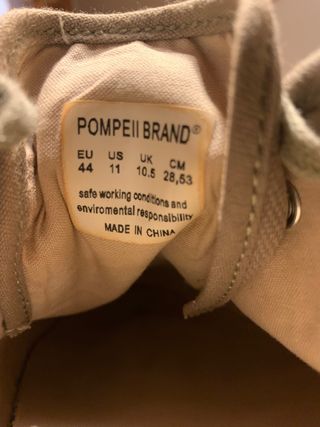 POMPEII BRAND®
EU US UK CM
44 11 10.5 28,53
safe working conditions and
enviromental responsibility
MADE IN CHINA